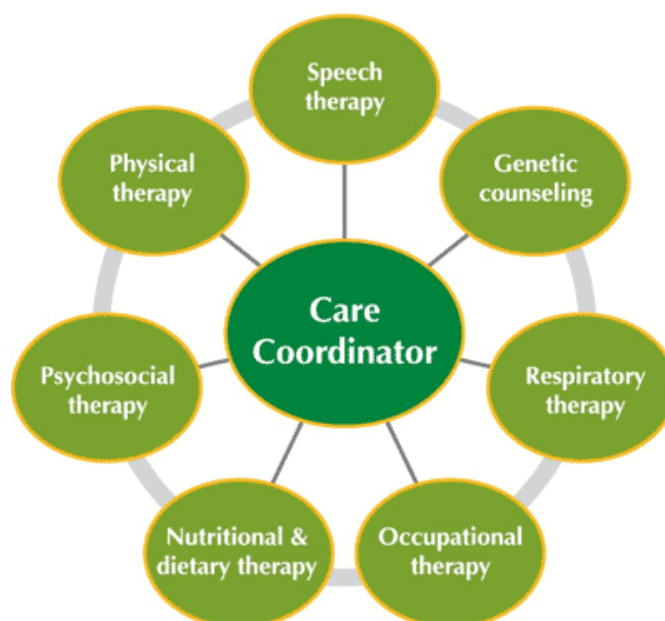 Speech
therapy
Genetic
counseling
Respiratory
therapy
Occupational
therapy
Nutritional &
dietary therapy
Psychosocial
therapy
Physical
therapy
Care
Coordinator